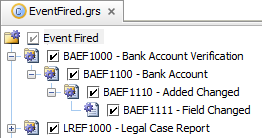 EventFired.grs
Event Fired
BAEF1000 - Bank Account Verification
BAEF1100 - Bank Account
BAEF1110 - Added Changed
BAEF1111 - Field Changed
LREF1000 - Legal Case Report